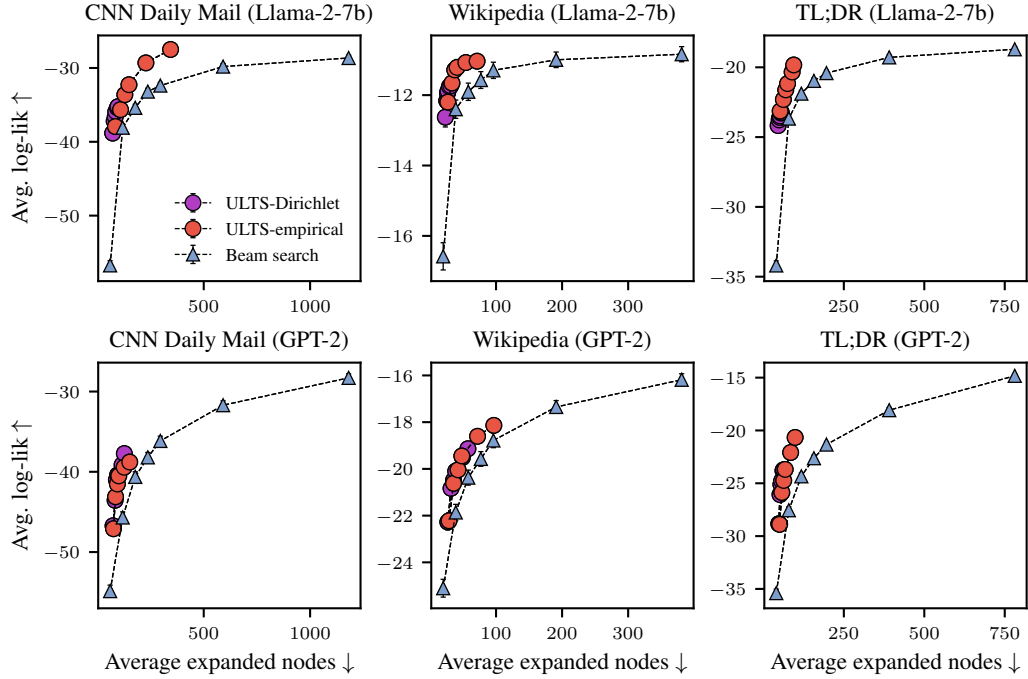 CNN Daily Mail (Llama-2-7b)
Wikipedia (Llama-2-7b)
TL;DR (Llama-2-7b)
Avg. log-lik ↑
−30
−40
−50
500
1000
ULTS-Dirichlet
ULTS-empirical
Beam search
−12
−14
−16
100
200
300
−20
−25
−30
−35
250
500
750
CNN Daily Mail (GPT-2)
Wikipedia (GPT-2)
TL;DR (GPT-2)
Avg. log-lik ↑
−30
−40
−50
500
1000
−16
−18
−20
−22
−24
100
200
300
−15
−20
−25
−30
−35
250
500
750
Average expanded nodes ↓
Average expanded nodes ↓
Average expanded nodes ↓